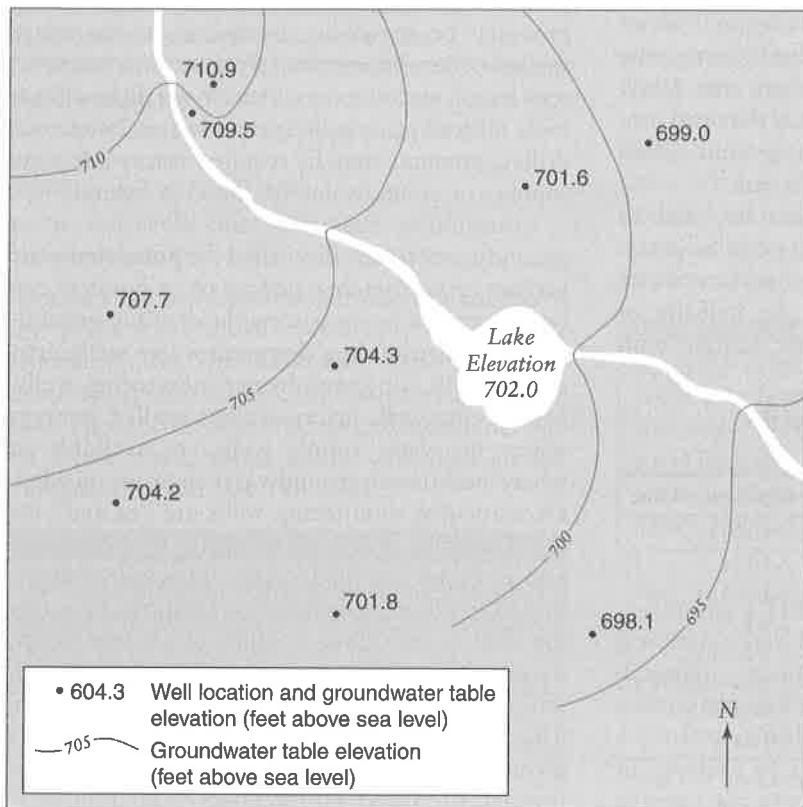 710.9
709.5
699.0
710
701.6
707.7
704.3
Lake
Elevation
702.0
705
704.2
700
695
701.8
698.1
• 604.3 Well location and groundwater table
elevation (feet above sea level)
705 Groundwater table elevation
(feet above sea level)
N